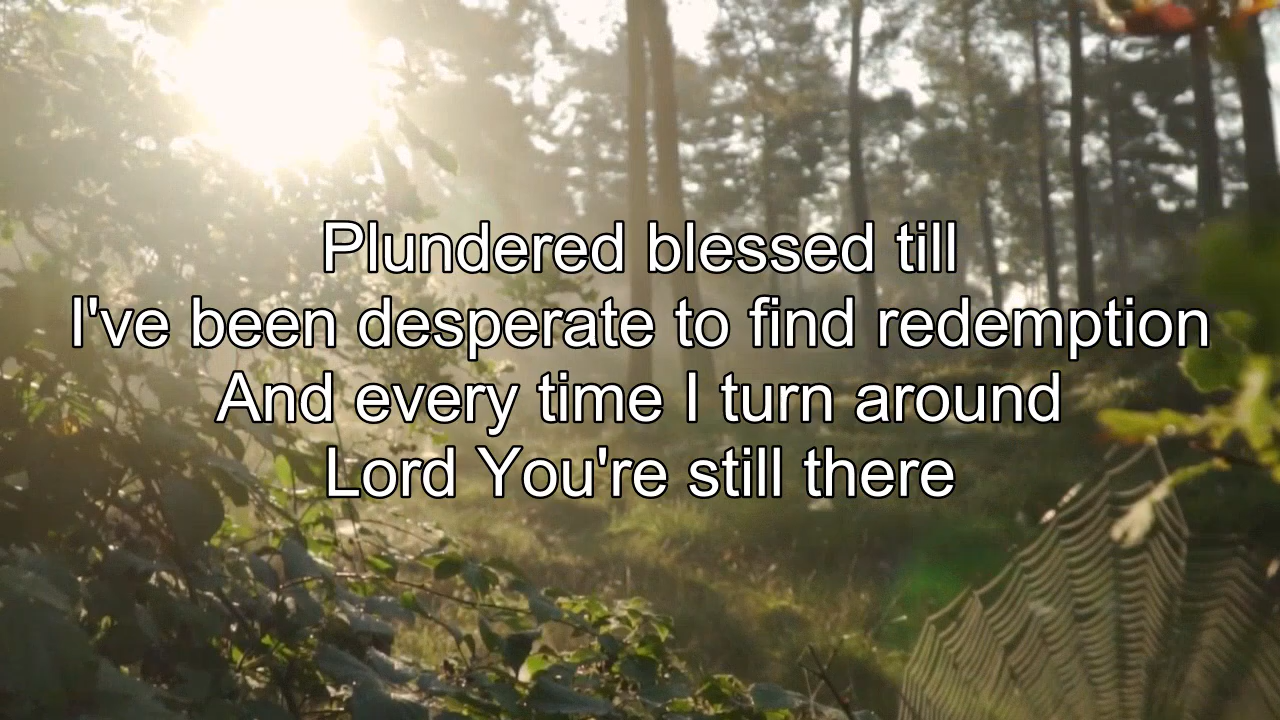 Plundered blessed till
I've been desperate to find redemption
And every time I turn around
Lord You're still there